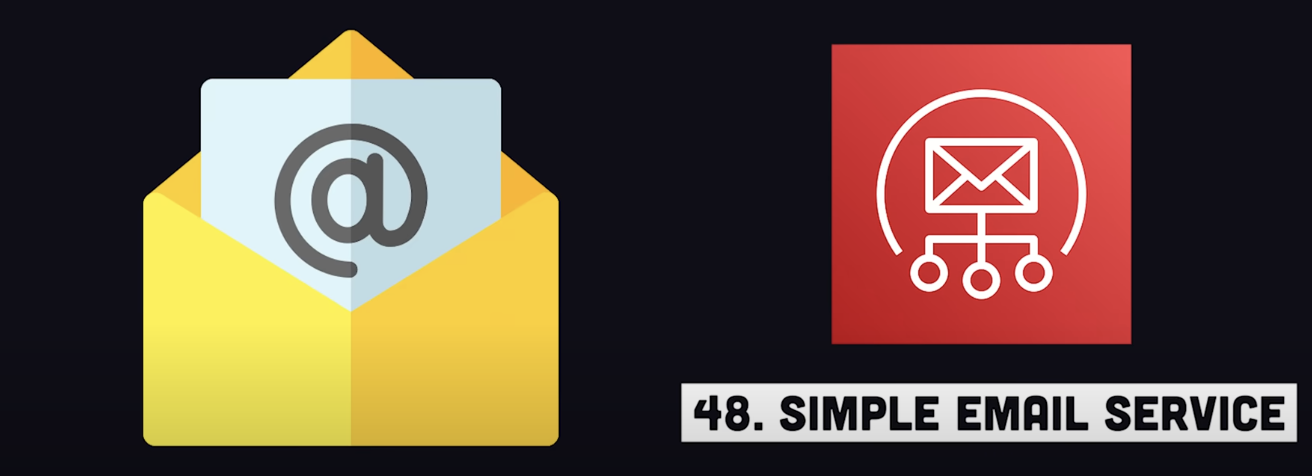 @
48. SIMPLE EMAIL SERVICE